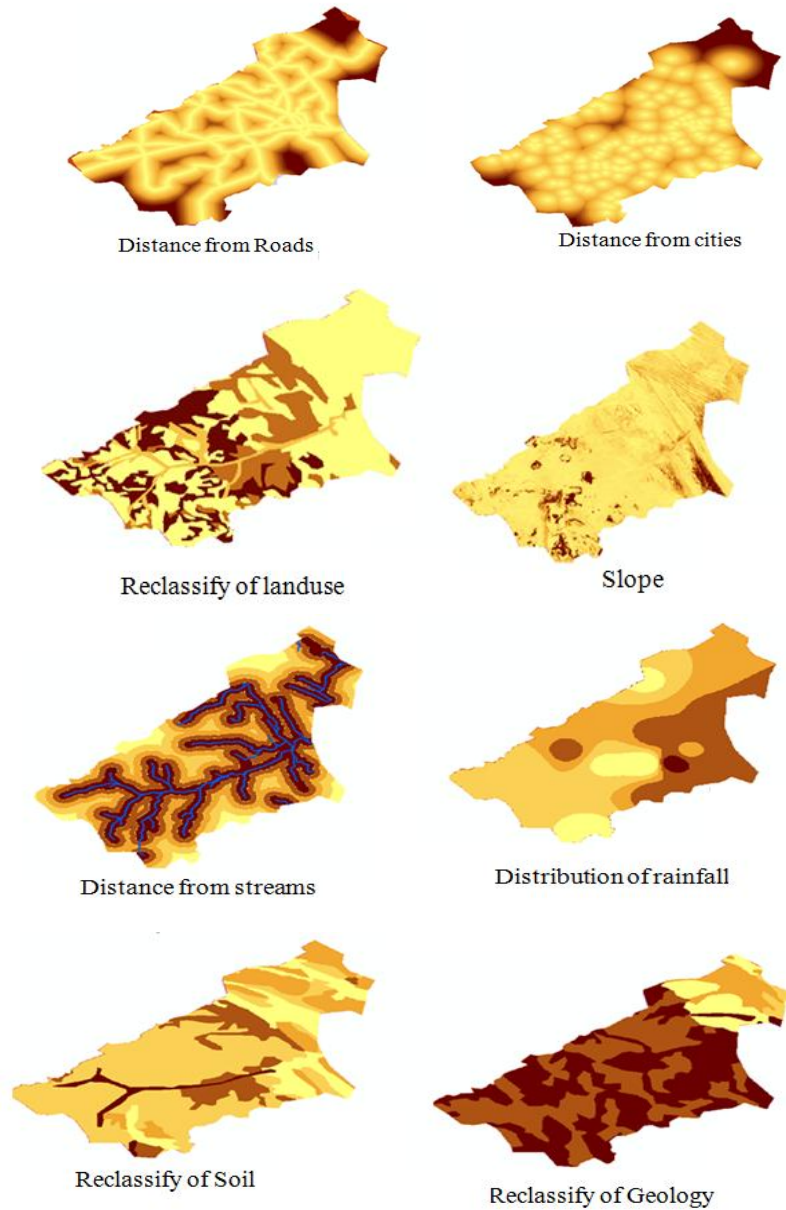 Distance from Roads
Distance from cities
Reclassify of landuse
Slope
Distance from streams
Distribution of rainfall
Reclassify of Soil
Reclassify of Geology